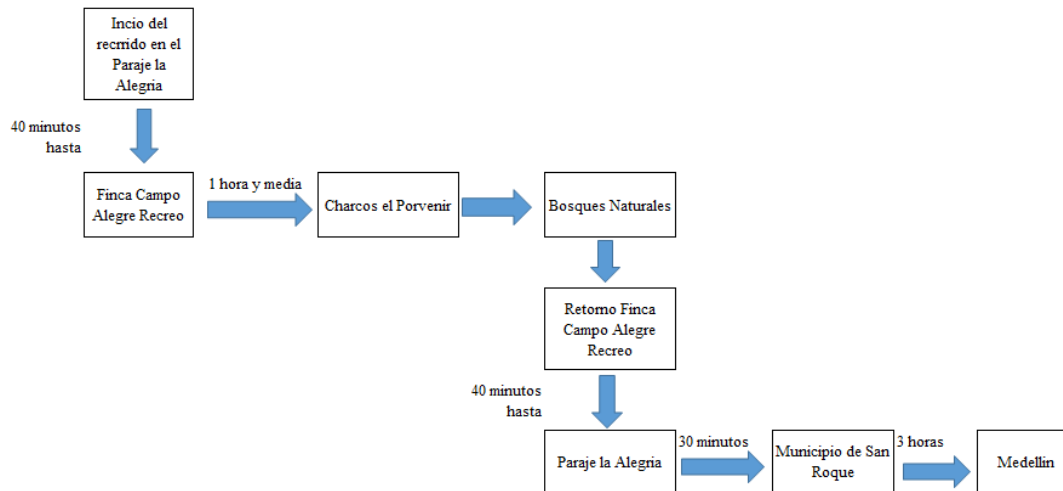 Incio del
recrrido en el
Paraje la
Alegria
40 minutos
hasta
Finca Campo
Alegre Recreo
1 hora y media
Charcos el Porvenir
Bosques Naturales
Retorno Finca
Campo Alegre
Recreo
40 minutos
hasta
Paraje la Alegria
30 minutos
Municipio de San
Roque
3 horas
Medellin